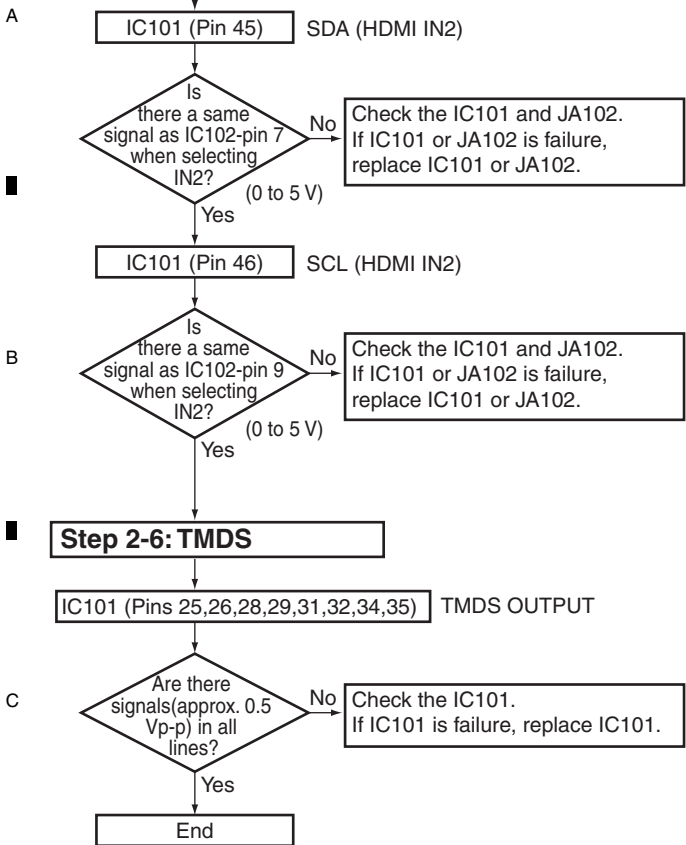 A
IC101 (Pin 45)
SDA (HDMI IN2)
Is
there a same
signal as IC102-pin 7
when selecting
IN2?
(0 to 5 V)
No
Check the IC101 and JA102.
If IC101 or JA102 is failure,
replace IC101 or JA102.
Yes
IC101 (Pin 46)
SCL (HDMI IN2)
B
Is
there a same
signal as IC102-pin 9
when selecting
IN2?
(0 to 5 V)
No
Check the IC101 and JA102.
If IC101 or JA102 is failure,
replace IC101 or JA102.
Yes
Step 2-6: TMDS
IC101 (Pins 25,26,28,29,31,32,34,35)
TMDS OUTPUT
C
Are there
signals(approx. 0.5
Vp-p) in all
lines?
No
Check the IC101.
If IC101 is failure, replace IC101.
Yes
End